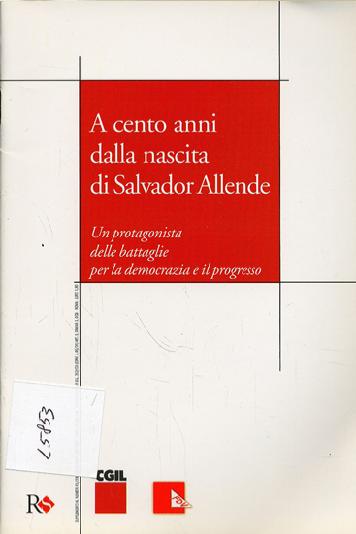 A cento anni
dalla nascita
di Salvador Allende
Un protagonista
delle battaglie
per la democrazia e il progresso
L5853
RS
CGIL